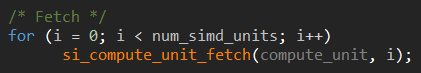 /* Fetch */
for (i = 0; i < num_simd_units; i++)
si_compute_unit_fetch(compute_unit, i);